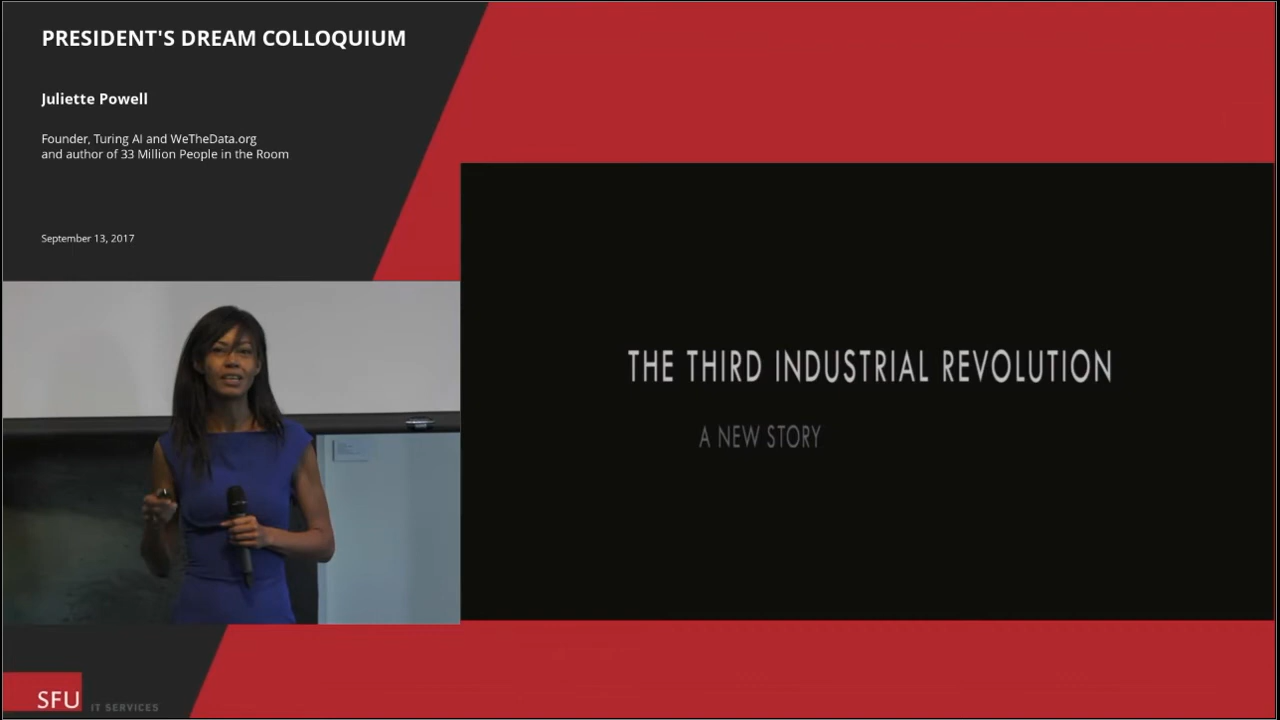 PRESIDENT'S DREAM COLLOQUIUM
Juliette Powell
Founder, Turing AI and WeTheData.org
and author of 33 Million People in the Room
September 13, 2017
THE THIRD INDUSTRIAL REVOLUTION
A NEW STORY
SFU
IT SERVICES